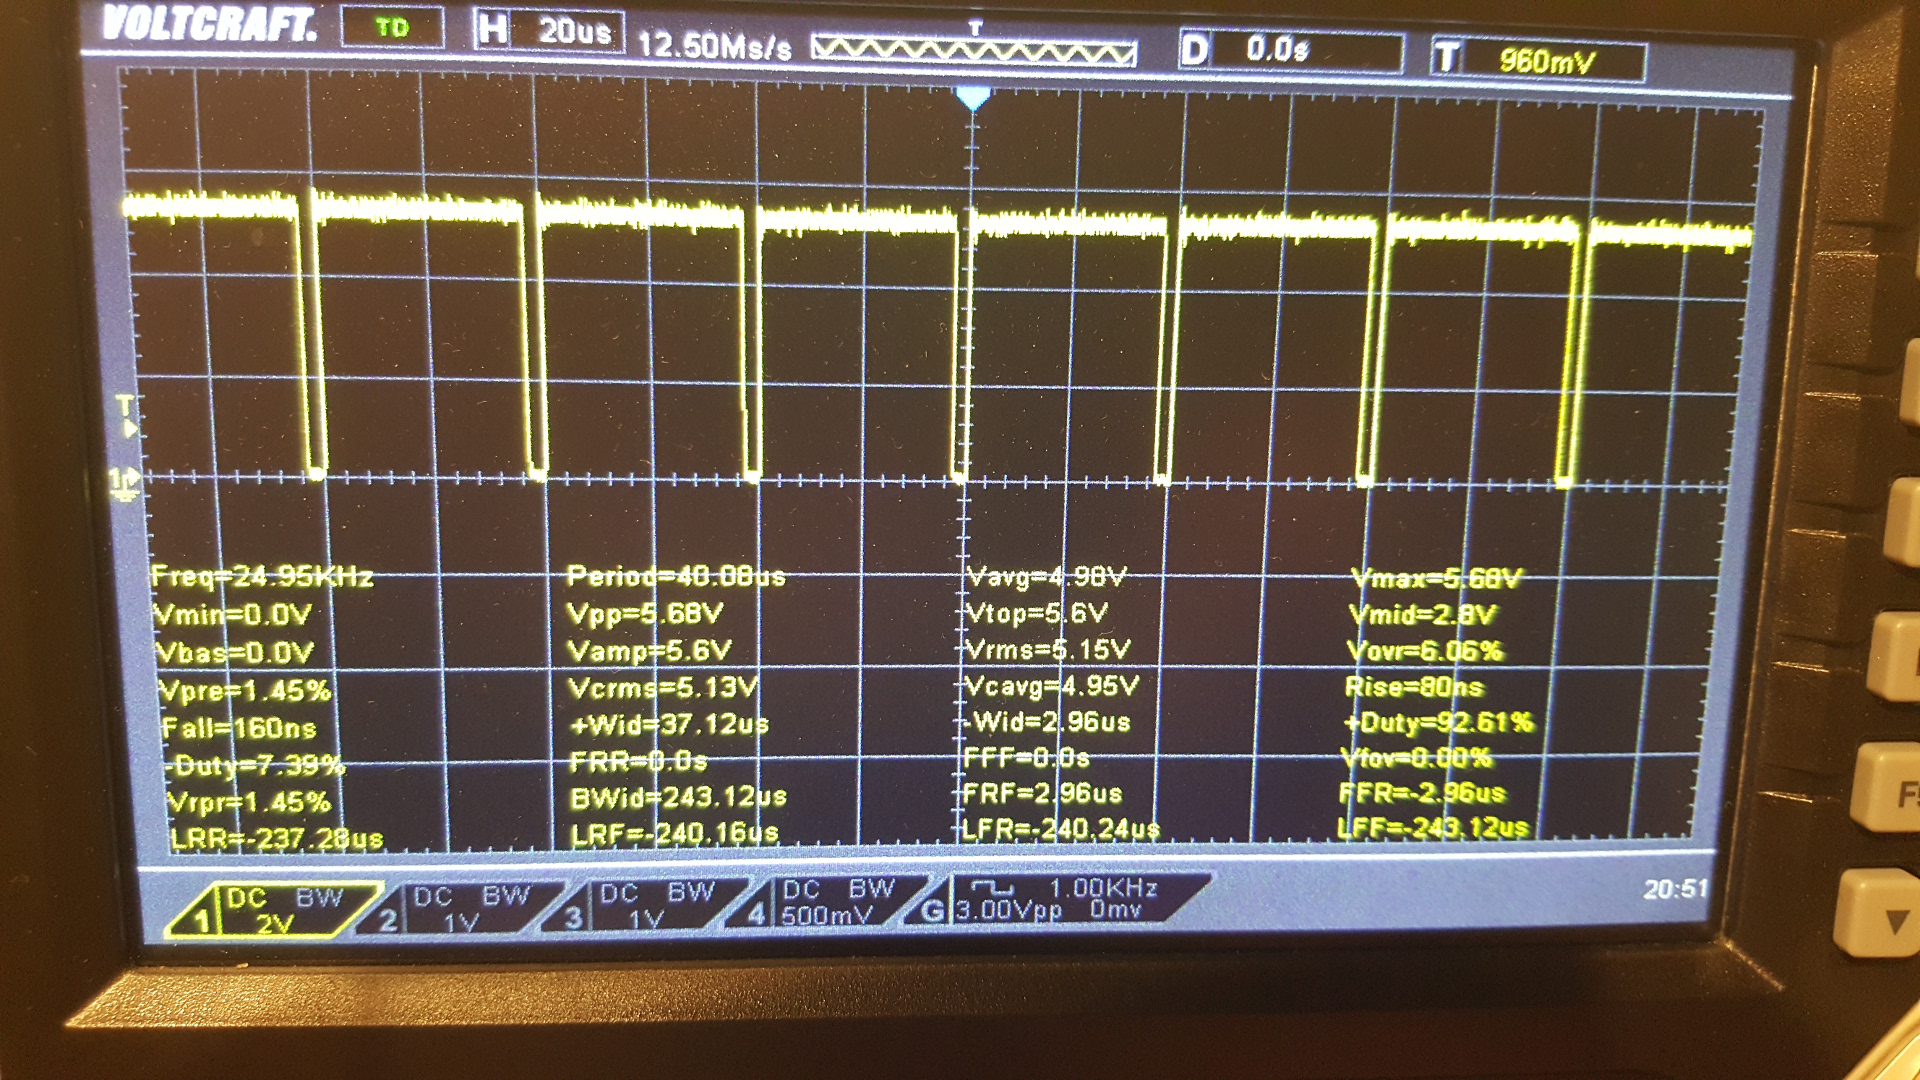 VOLTCRAFT. TD H 20us 12.50Ms/s T D 0.0s T 960mV
T
1
Freq=24.95KHz Period=40.08us Vavg=4.98V Vmax=5.68V
Vmin=0.0V Vpp=5.68V Vtop=5.6V Vmid=2.8V
Vbas=0.0V Vamp=5.6V Vrms=5.15V Vovr=6.06%
Vpre=1.45% Vcrms=5.13V Vcavg=4.95V Rise=80ns
Fall=160ns +Wid=37.12us -Wid=2.96us +Duty=92.61%
-Duty=7.39% FRR=0.0s FFF=0.0s Vfov=0.00%
Vrpr=1.45% BWid=243.12us FRF=2.96us FFR=-2.96us
LRR=-237.28us LRF=-240.16us LFR=-240.24us LFF=-243.12us
1 DC BW 2V 2 DC BW 1V 3 DC BW 1V 4 DC BW 500mV G 1.00KHz 3.00Vpp 0mv
20:51